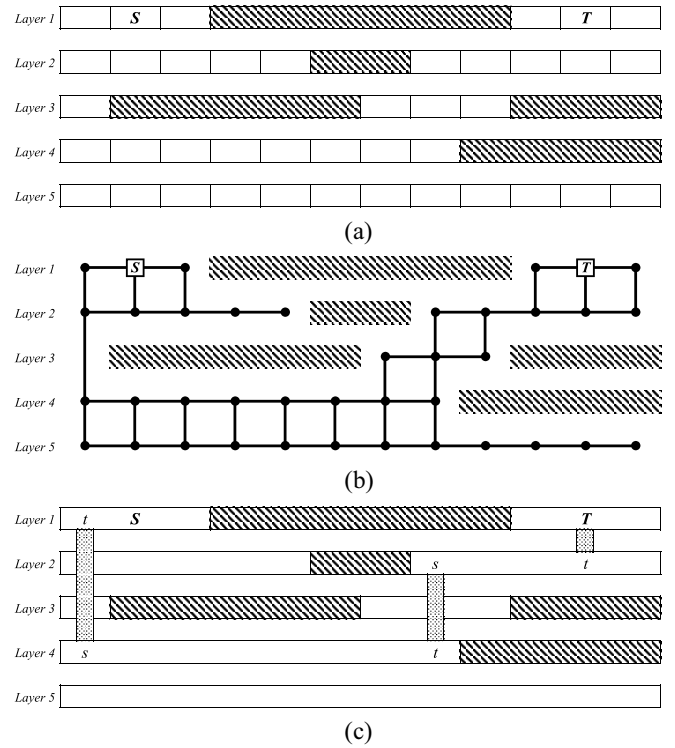 Layer 1 S T
Layer 2
Layer 3
Layer 4
Layer 5
(a)
Layer 1 S T
Layer 2
Layer 3
Layer 4
Layer 5
(b)
Layer 1 t S T
Layer 2 s t
Layer 3
Layer 4 s t
Layer 5
(c)